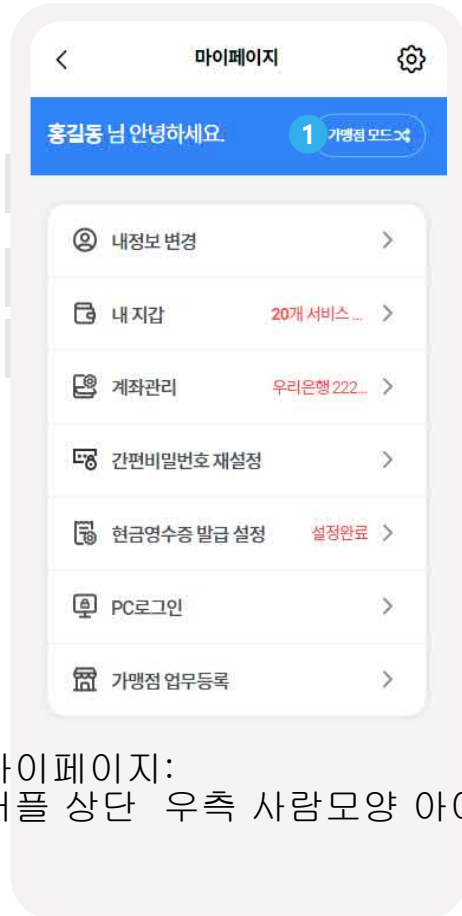 마이페이지
홍길동 님 안녕하세요.
1 가맹점 모드
내정보 변경
내 지갑 20개 서비스 ...
계좌관리 우리은행 222...
간편비밀번호 재설정
현금영수증 발급 설정 설정완료
PC로그인
가맹점 업무등록
마이페이지:
어플 상단 우측 사람모양